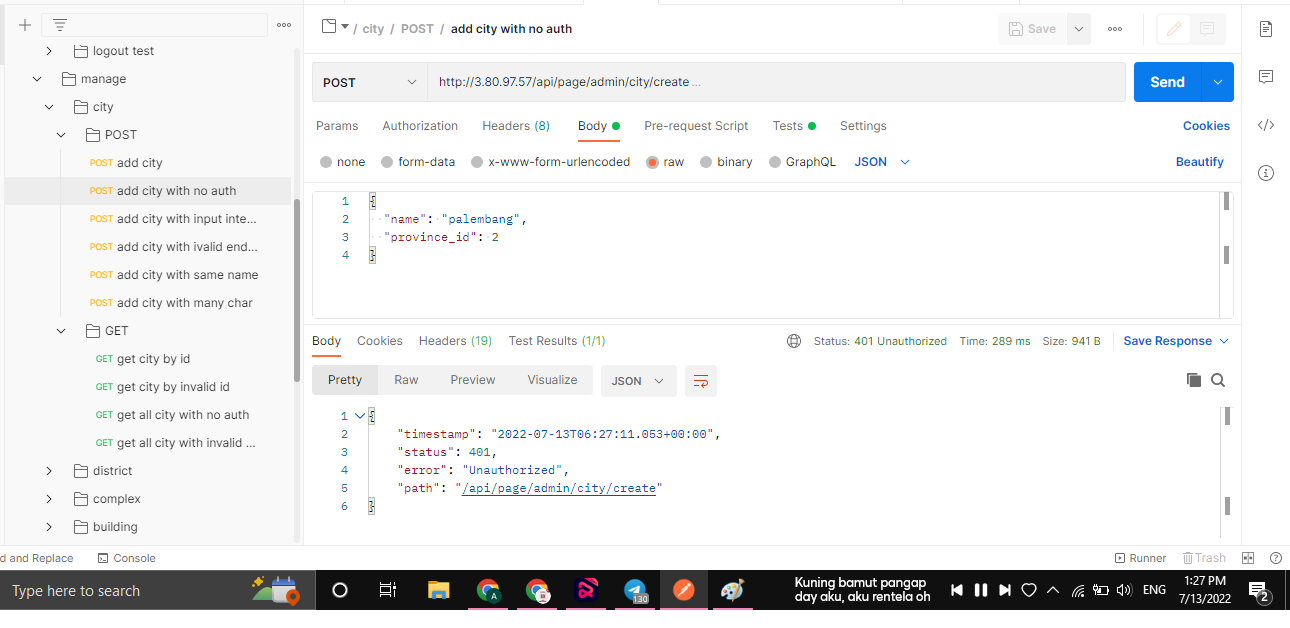 logout test
manage
city
POST
POST add city
POST add city with no auth
POST add city with input inte...
POST add city with ivalid end...
POST add city with same name
POST add city with many char
GET
GET get city by id
GET get city by invalid id
GET get all city with no auth
GET get all city with invalid ...
district
complex
building
/ city / POST / add city with no auth
Save
POST
http://3.80.97.57/api/page/admin/city/create ...
Send
Params Authorization Headers (8) Body Pre-request Script Tests Settings
Cookies
none form-data x-www-form-urlencoded raw binary GraphQL JSON
Beautify
1 {
2 "name": "palembang",
3 "province_id": 2
4 }
Body Cookies Headers (19) Test Results (1/1)
Status: 401 Unauthorized Time: 289 ms Size: 941 B
Save Response
Pretty Raw Preview Visualize JSON
1 {
2 "timestamp": "2022-07-13T06:27:11.053+00:00",
3 "status": 401,
4 "error": "Unauthorized",
5 "path": "/api/page/admin/city/create"
6 }
d and Replace Console
Runner Trash
Type here to search
A
130
Kuning bamut pangap
day aku, aku rentela oh
ENG
1:27 PM
7/13/2022
2